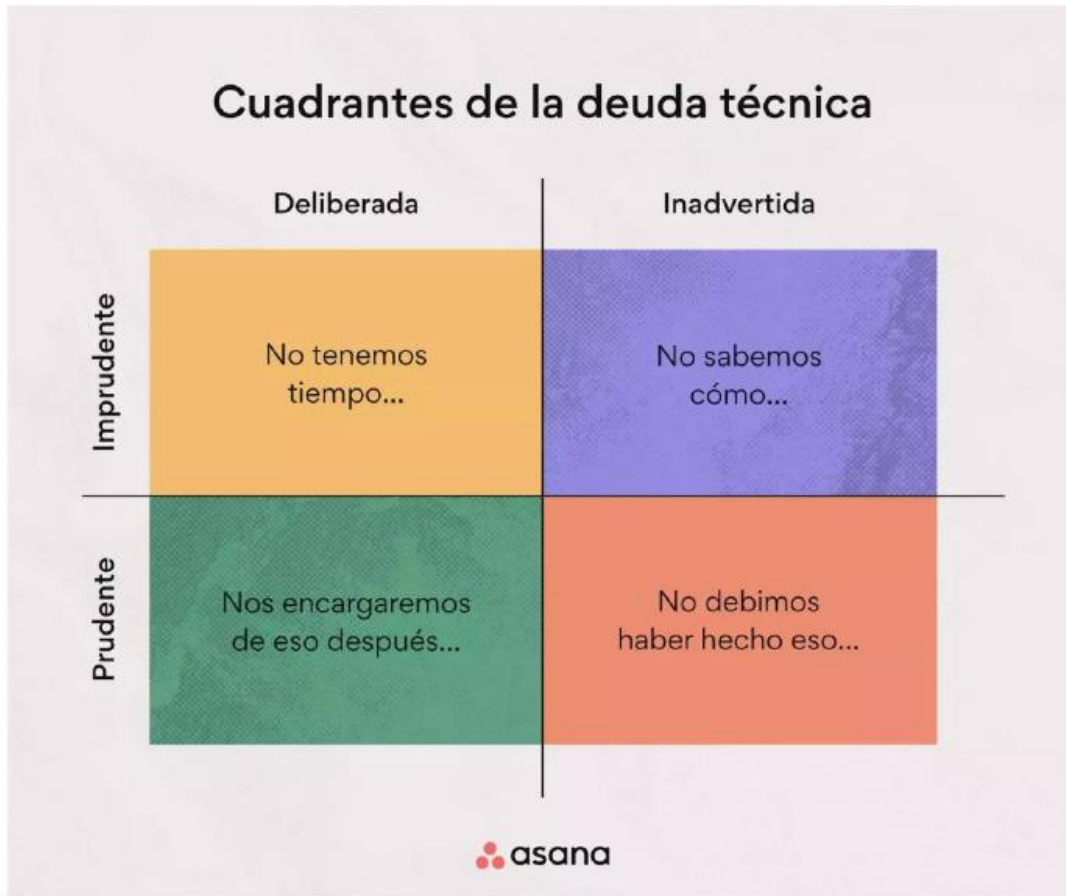 Cuadrantes de la deuda técnica
Deliberada
Inadvertida
Imprudente
No tenemos
tiempo...
No sabemos
cómo...
Prudente
Nos encargaremos
de eso después...
No debimos
haber hecho eso...
asana